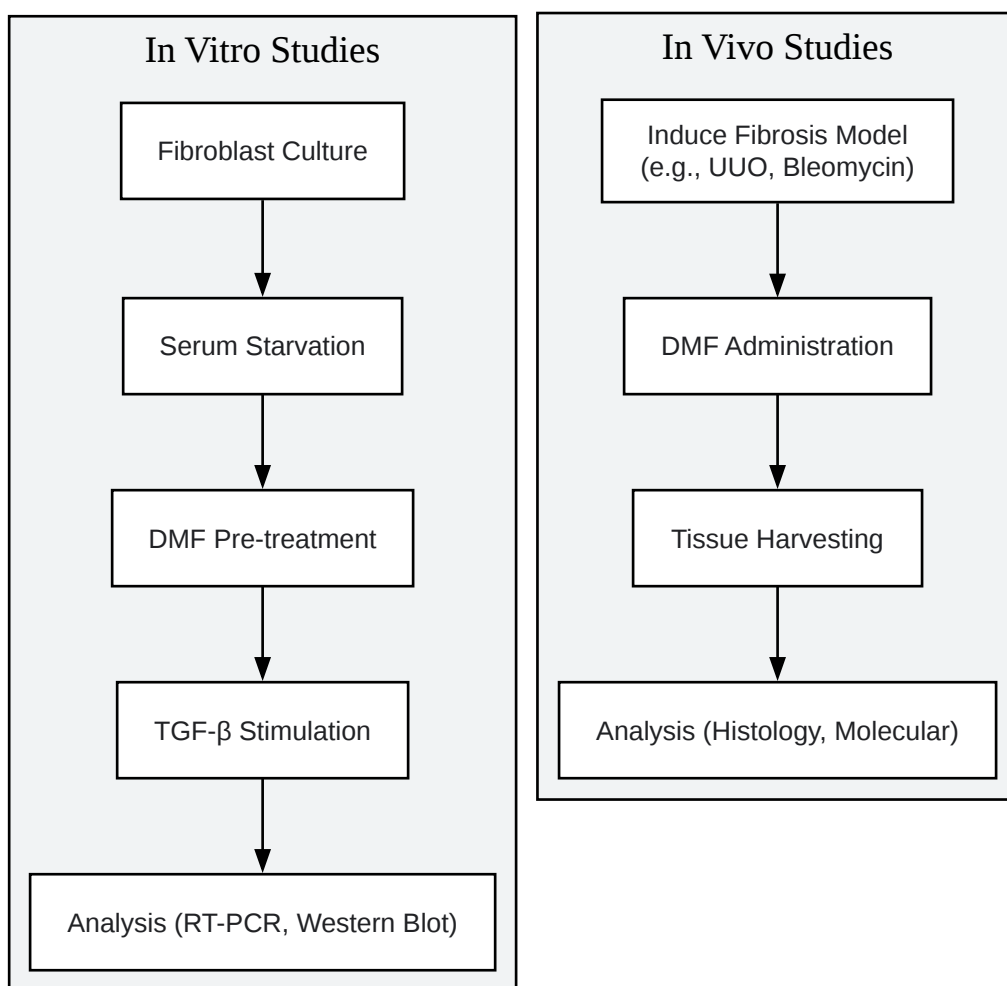 In Vitro Studies
Fibroblast Culture
Serum Starvation
DMF Pre-treatment
TGF-β Stimulation
Analysis (RT-PCR, Western Blot)
In Vivo Studies
Induce Fibrosis Model
(e.g., UUO, Bleomycin)
DMF Administration
Tissue Harvesting
Analysis (Histology, Molecular)